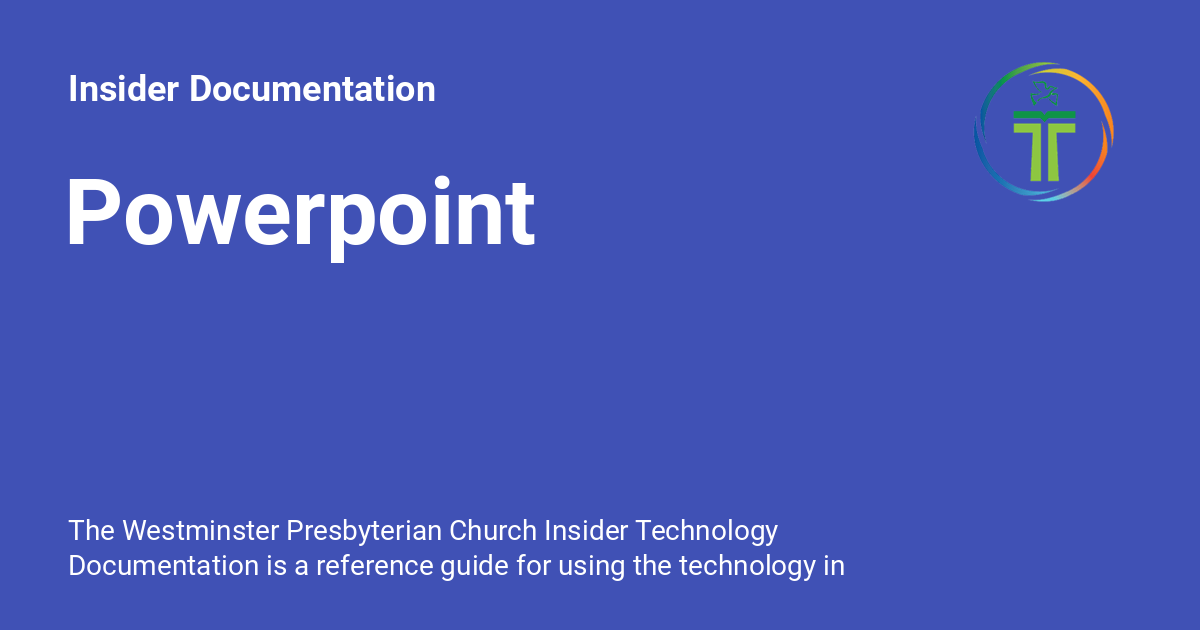 Insider Documentation
Powerpoint
The Westminster Presbyterian Church Insider Technology
Documentation is a reference guide for using the technology in